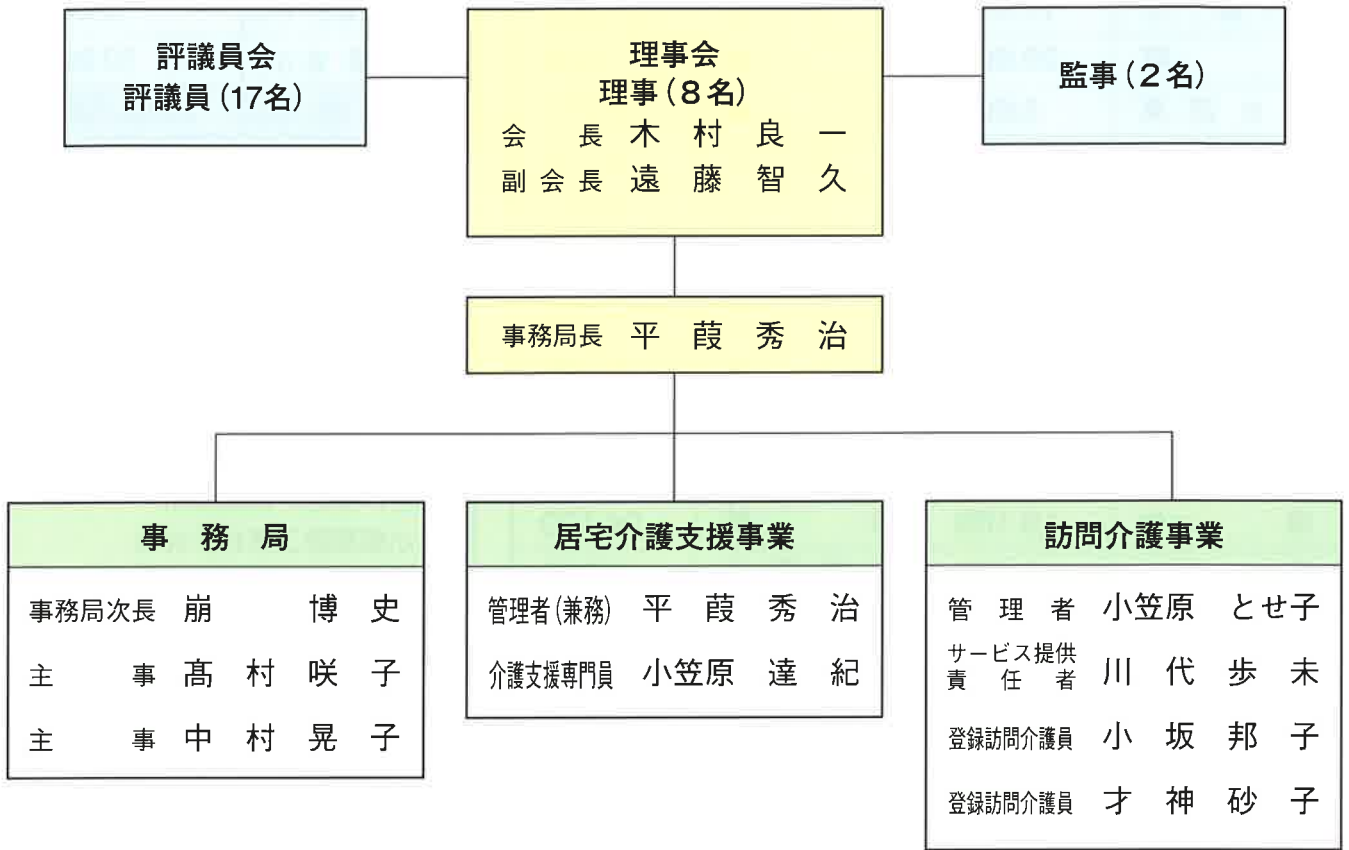 評議員会
評議員(17名)
理事会
理事(8名)
会長 木村良一
副会長 遠藤智久
監事(2名)
事務局長 平葭秀治
事務局
事務局次長 崩 博史
主事 髙村咲子
主事 中村晃子
居宅介護支援事業
管理者(兼務) 平葭秀治
介護支援専門員 小笠原達紀
訪問介護事業
管理者 小笠原とせ子
サービス提供
責任者 川代歩未
登録訪問介護員 小坂邦子
登録訪問介護員 才神砂子